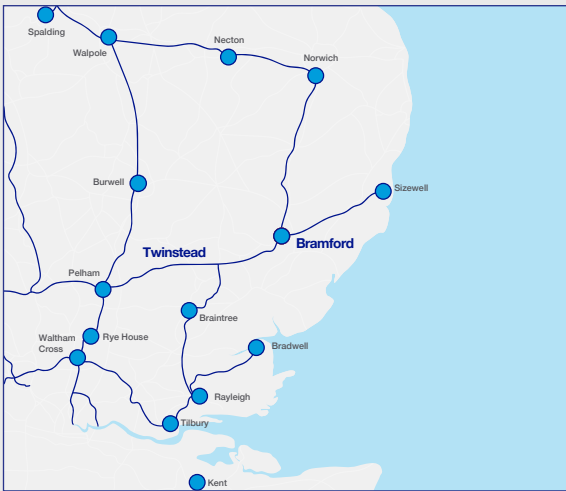 Spalding
Walpole
Necton
Norwich
Burwell
Sizewell
Twinstead
Bramford
Pelham
Braintree
Waltham
Cross
Rye House
Bradwell
Rayleigh
Tilbury
Kent